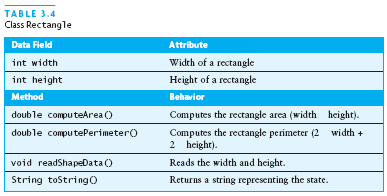 TABLE 3.4
Class Rectangle
Data Field Attribute
int width Width of a rectangle
int height Height of a rectangle
Method Behavior
double computeArea() Computes the rectangle area (width height).
double computePerimeter() Computes the rectangle perimeter (2 width +
2 height).
void readShapeData() Reads the width and height.
String toString() Returns a string representing the state.